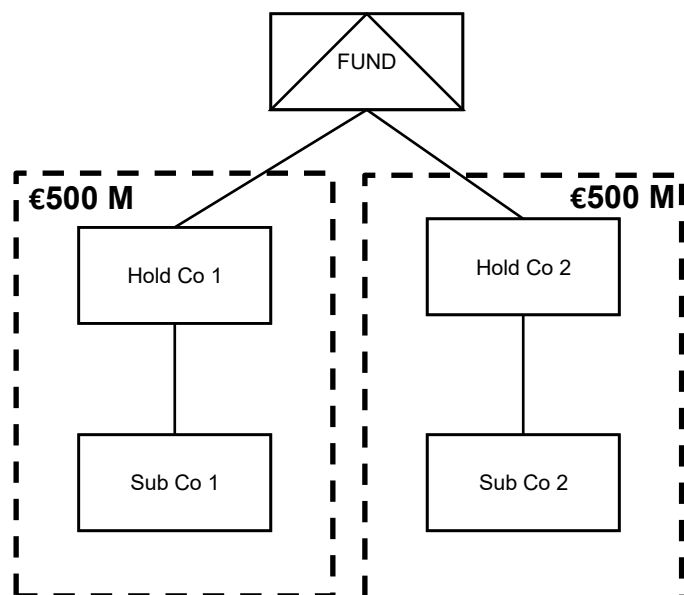 FUND
€500 M
€500 M
Hold Co 1
Hold Co 2
Sub Co 1
Sub Co 2